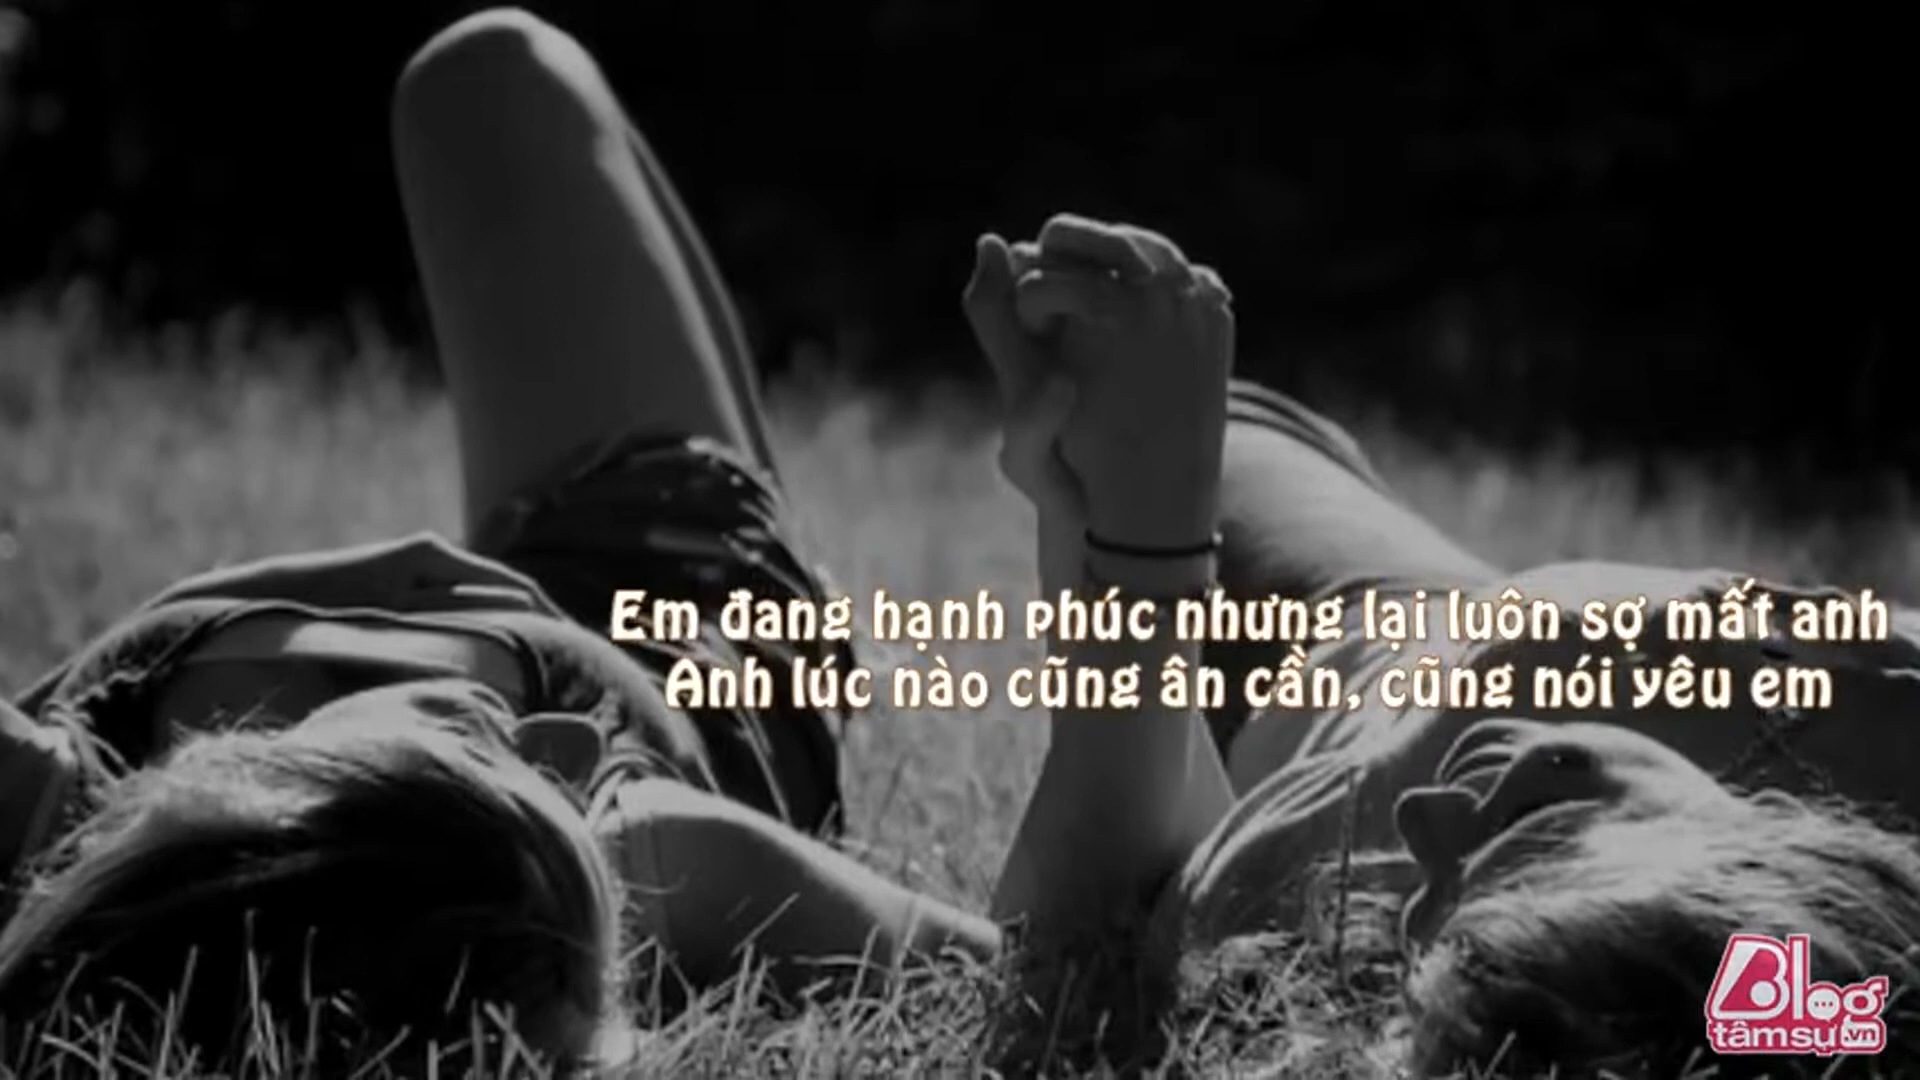 Em đang hạnh phúc nhưng lại luôn sợ mất anh
Anh lúc nào cũng ân cần, cũng nói yêu em
Blog
tâmsự.vn